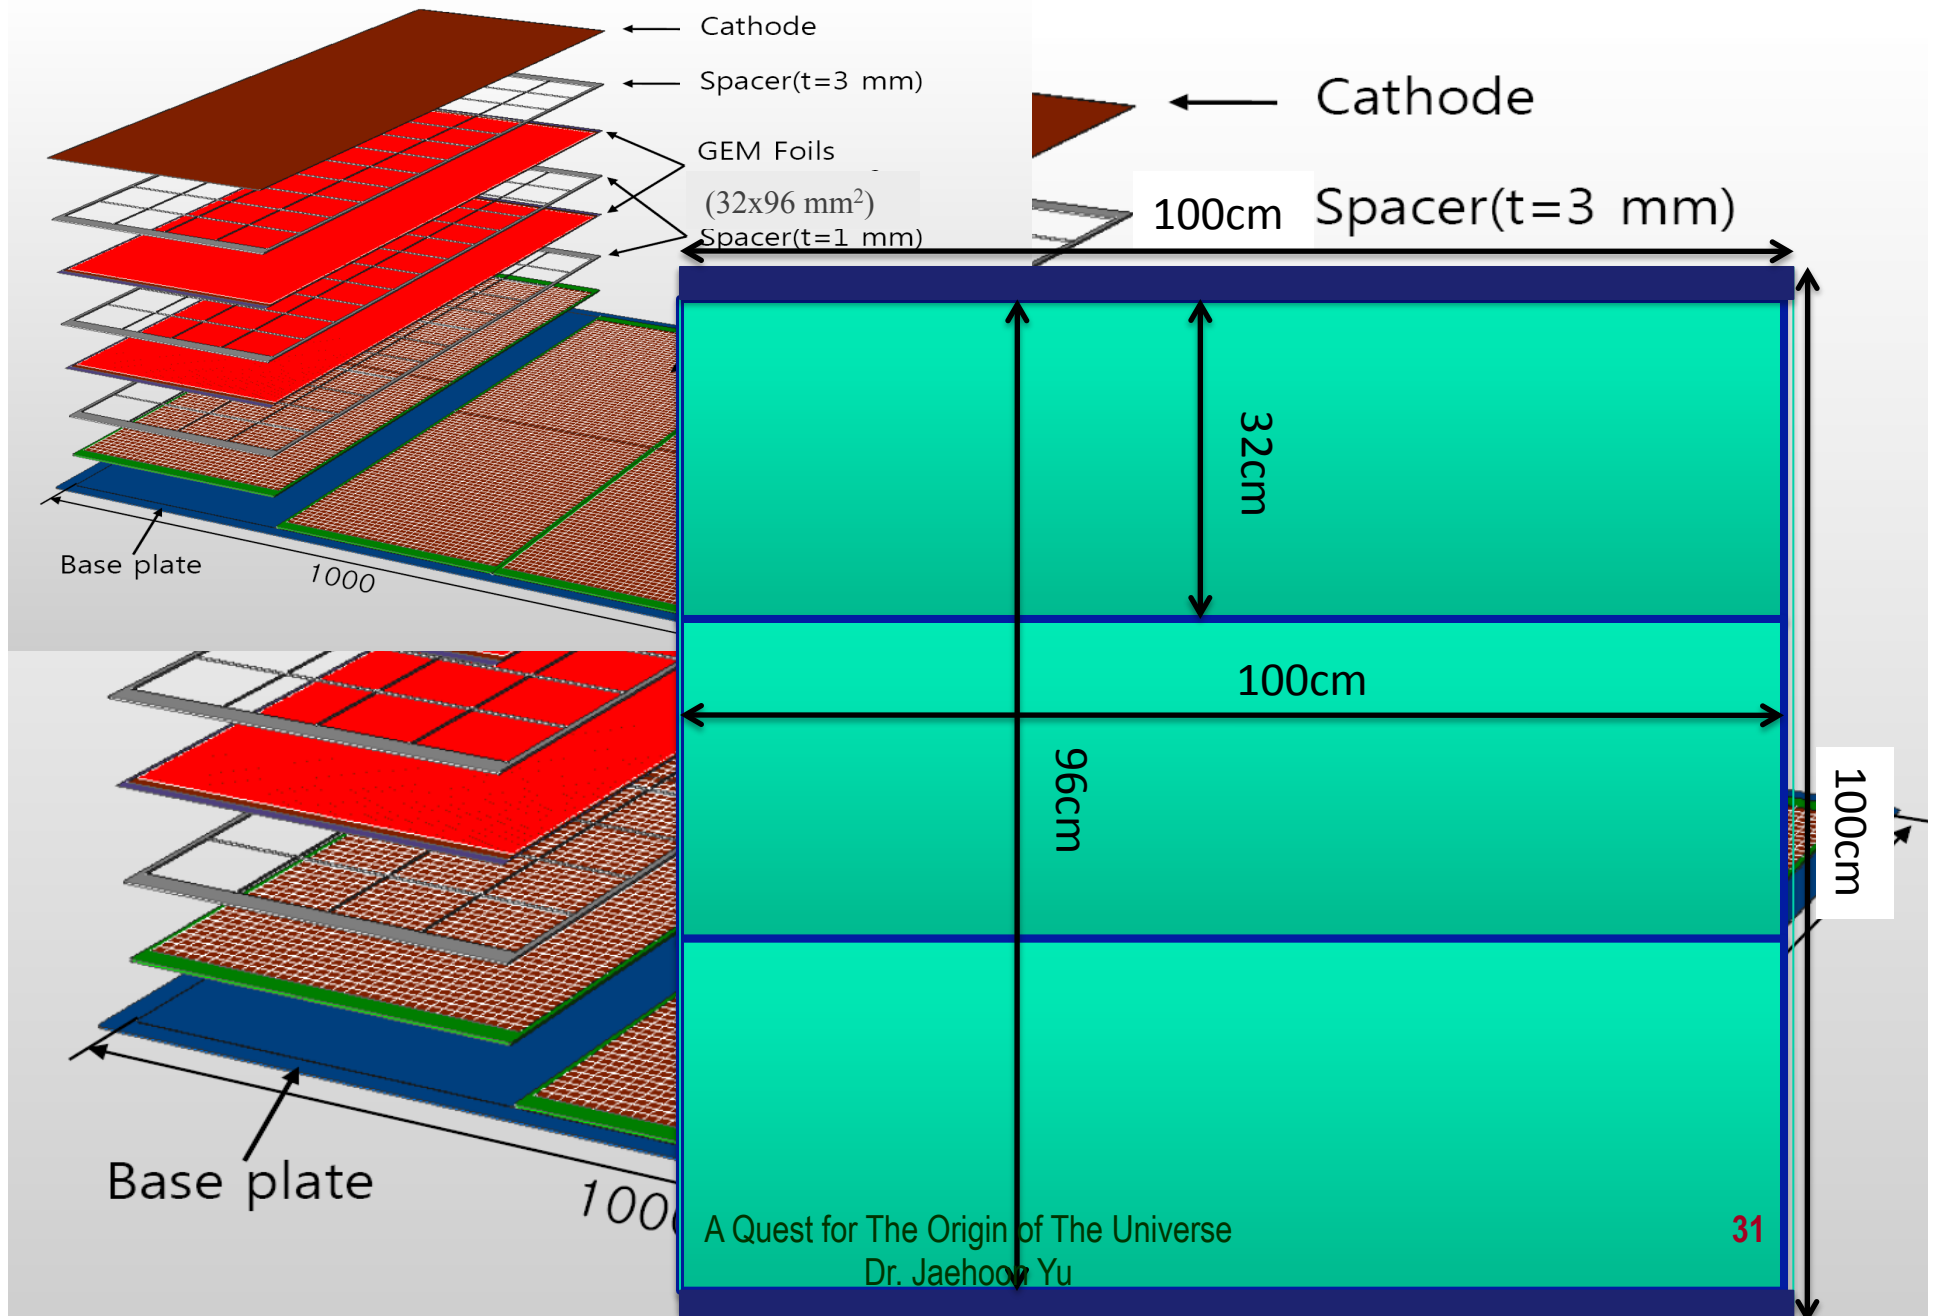 Cathode
Spacer(t=3 mm)
GEM Foils
(32x96 mm²)
Spacer(t=1 mm)
Base plate
1000
Cathode
Spacer(t=3 mm)
100cm
32cm
100cm
96cm
100cm
Base plate
100
A Quest for The Origin of The Universe
Dr. Jaehoon Yu
31